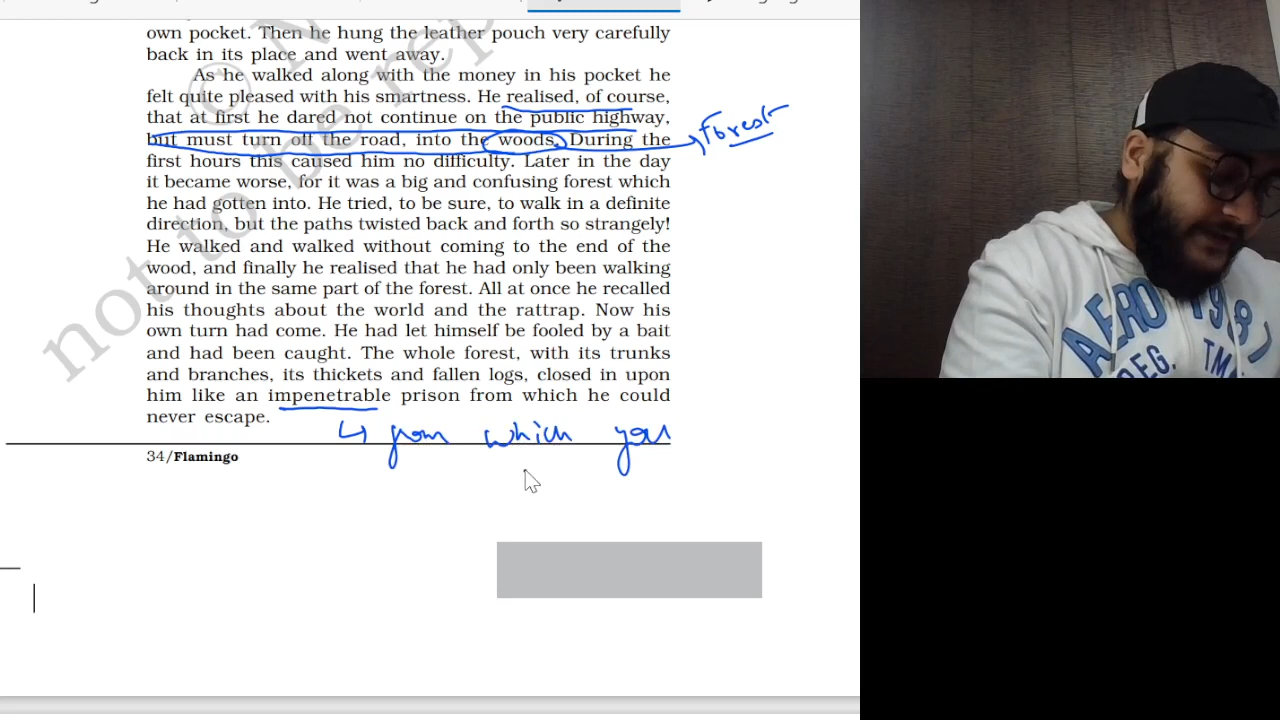 own pocket. Then he hung the leather pouch very carefully
back in its place and went away.
As he walked along with the money in his pocket he
felt quite pleased with his smartness. He realised, of course,
that at first he dared not continue on the public highway,
but must turn off the road, into the woods. During the
Forest
first hours this caused him no difficulty. Later in the day
it became worse, for it was a big and confusing forest which
he had gotten into. He tried, to be sure, to walk in a definite
direction, but the paths twisted back and forth so strangely!
He walked and walked without coming to the end of the
wood, and finally he realised that he had only been walking
around in the same part of the forest. All at once he recalled
his thoughts about the world and the rattrap. Now his
own turn had come. He had let himself be fooled by a bait
and had been caught. The whole forest, with its trunks
and branches, its thickets and fallen logs, closed in upon
him like an impenetrable prison from which he could
never escape.
from which you
34/Flamingo
© N
not to be rep
AERO 198
DEG. TM